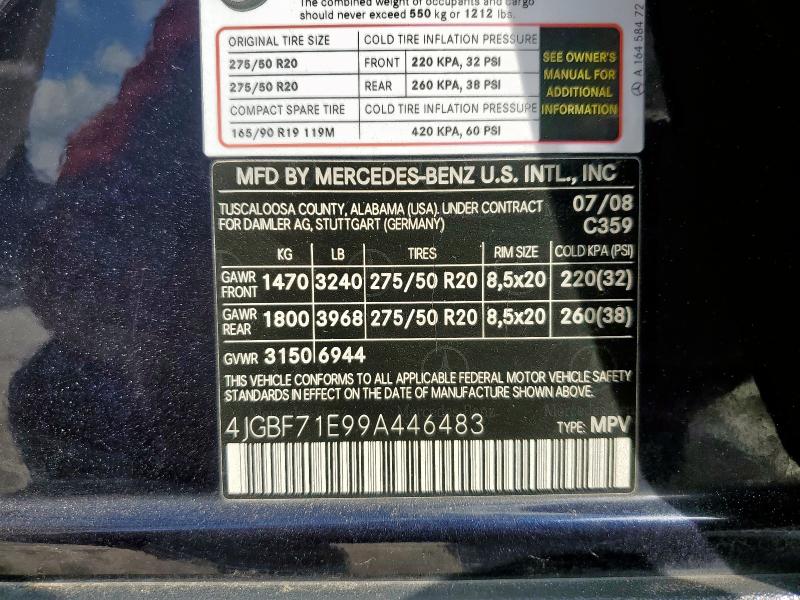 The combined weight of occupants and cargo
should never exceed 550 kg or 1212 lbs.
ORIGINAL TIRE SIZE COLD TIRE INFLATION PRESSURE
275/50 R20 FRONT 220 KPA, 32 PSI
275/50 R20 REAR 260 KPA, 38 PSI
COMPACT SPARE TIRE COLD TIRE INFLATION PRESSURE
165/90 R19 119M 420 KPA, 60 PSI
SEE OWNER'S
MANUAL FOR
ADDITIONAL
INFORMATION
A 164 584 72
MFD BY MERCEDES-BENZ U.S. INTL., INC
TUSCALOOSA COUNTY, ALABAMA (USA). UNDER CONTRACT 07/08
FOR DAIMLER AG, STUTTGART (GERMANY) C359
KG LB TIRES RIM SIZE COLD KPA (PSI)
GAWR FRONT 1470 3240 275/50 R20 8,5x20 220(32)
GAWR REAR 1800 3968 275/50 R20 8,5x20 260(38)
GVWR 3150 6944
THIS VEHICLE CONFORMS TO ALL APPLICABLE FEDERAL MOTOR VEHICLE SAFETY
STANDARDS IN EFFECT ON THE DATE OF MANUFACTURE SHOWN ABOVE.
Mercedes-Benz
4JGBF71E99A446483 TYPE: MPV